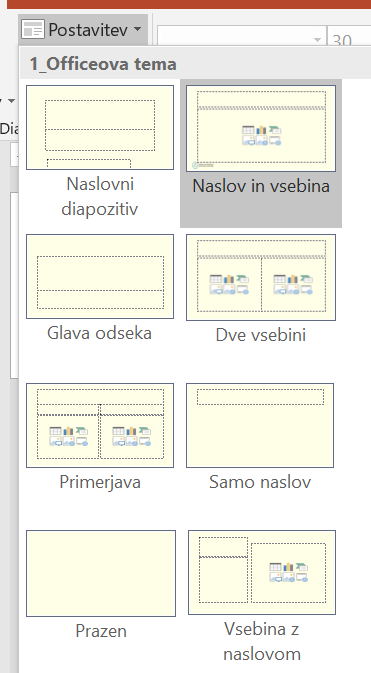 Postavitev
30
Dia
1_Officeova tema
Naslovni
diapozitiv
Naslov in vsebina
Glava odseka
Dve vsebini
Primerjava
Samo naslov
Prazen
Vsebina z
naslovom